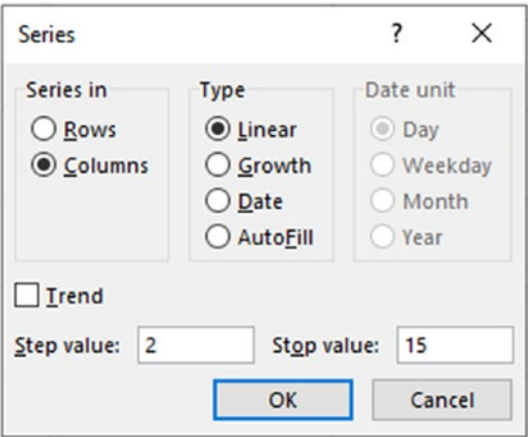 Series ? ×
Series in Type Date unit
Rows Linear Day
Columns Growth Weekday
Date Month
AutoFill Year
Trend
Step value: 2 Stop value: 15
OK Cancel